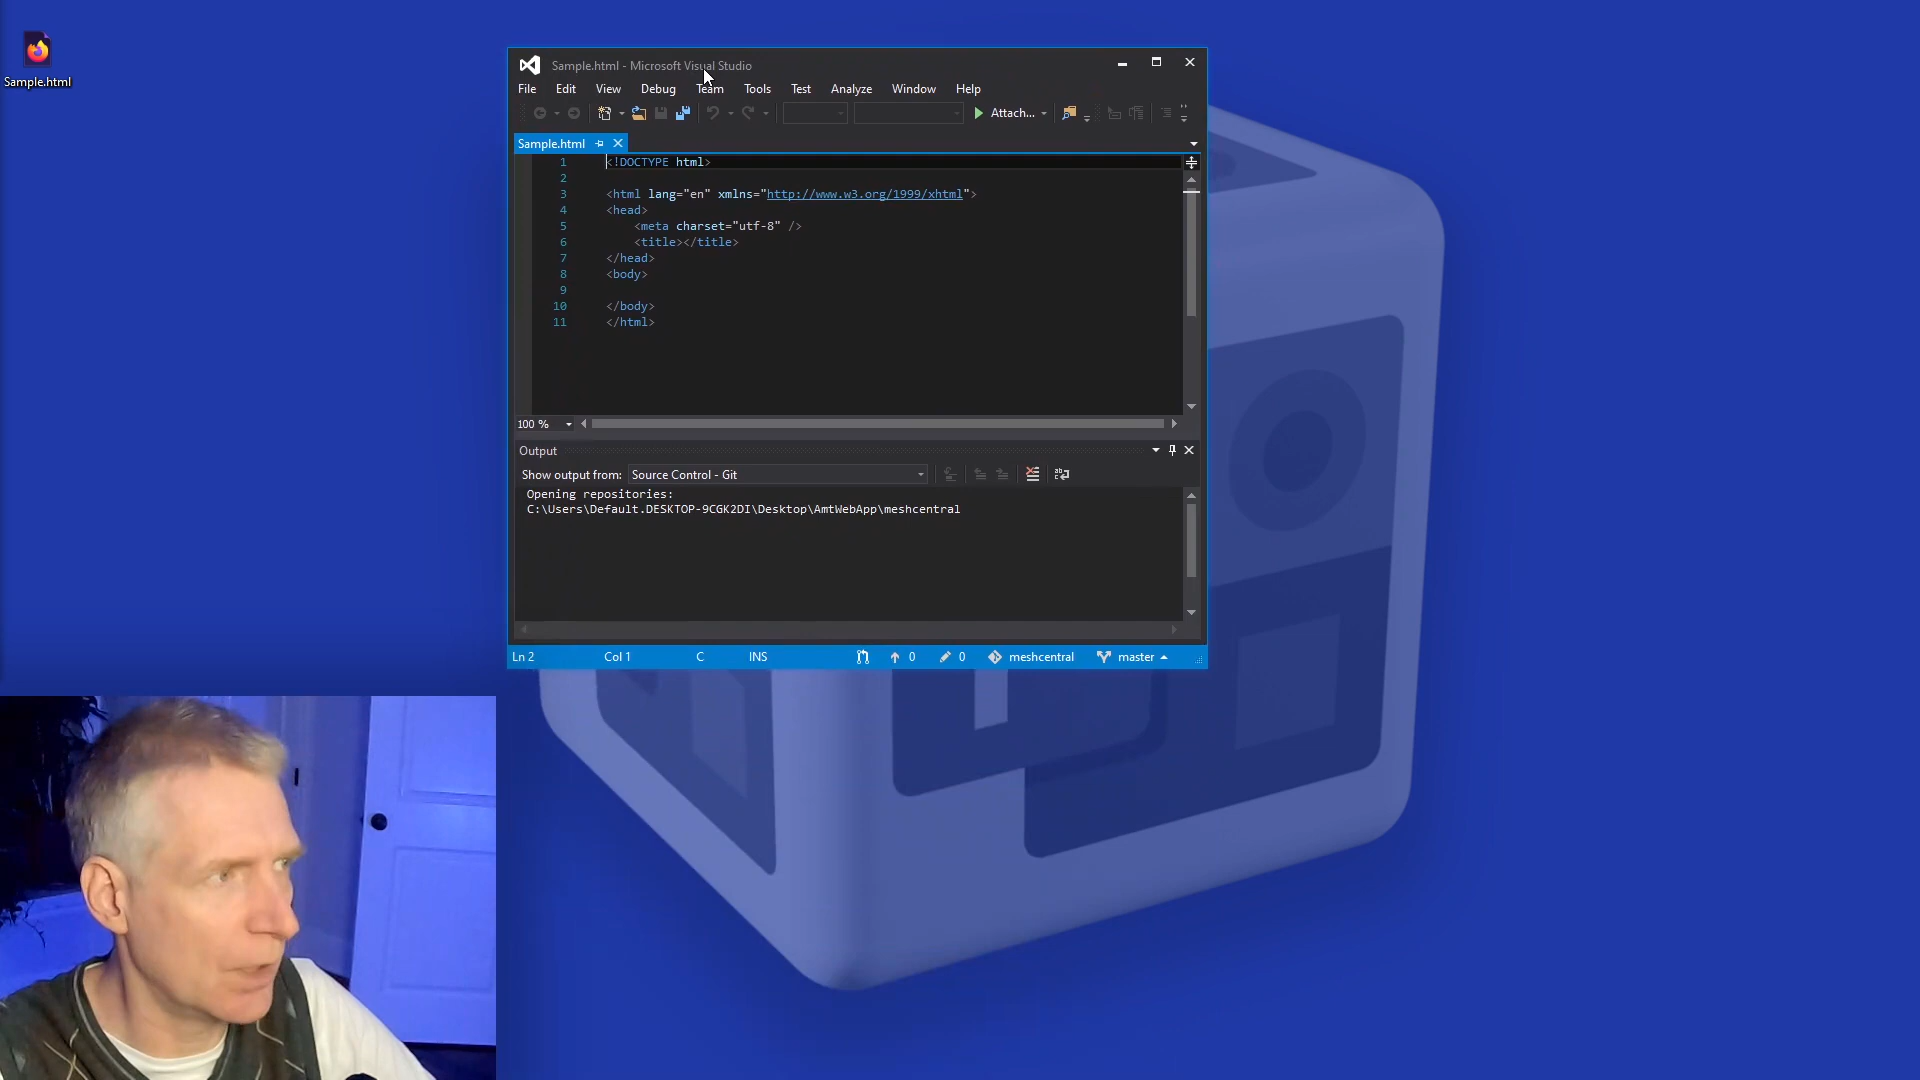 Sample.html
Sample.html - Microsoft Visual Studio
File Edit View Debug Team Tools Test Analyze Window Help
Attach...
Sample.html
1 <!DOCTYPE html>
2
3 <html lang="en" xmlns="http://www.w3.org/1999/xhtml">
4 <head>
5 <meta charset="utf-8" />
6 <title></title>
7 </head>
8 <body>
9
10 </body>
11 </html>
100 %
Output
Show output from: Source Control - Git
Opening repositories:
C:\Users\Default.DESKTOP-9CGK2DI\Desktop\AmtWebApp\meshcentral
Ln 2 Col 1 C INS 0 0 meshcentral master